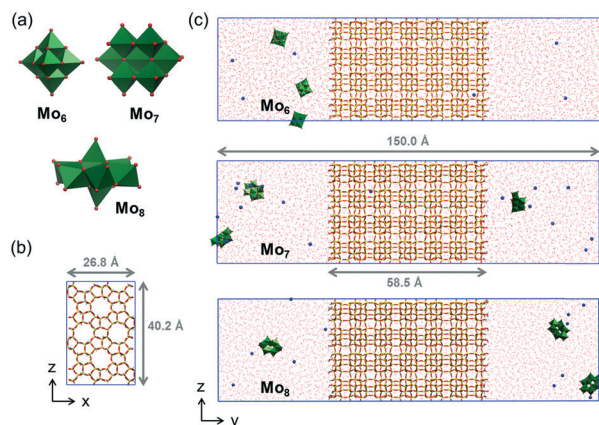 (a)
Mo₆
Mo₇
Mo₈
(b)
26.8 Å
40.2 Å
z
x
(c)
Mo₆
150.0 Å
Mo₇
58.5 Å
Mo₈
z
y